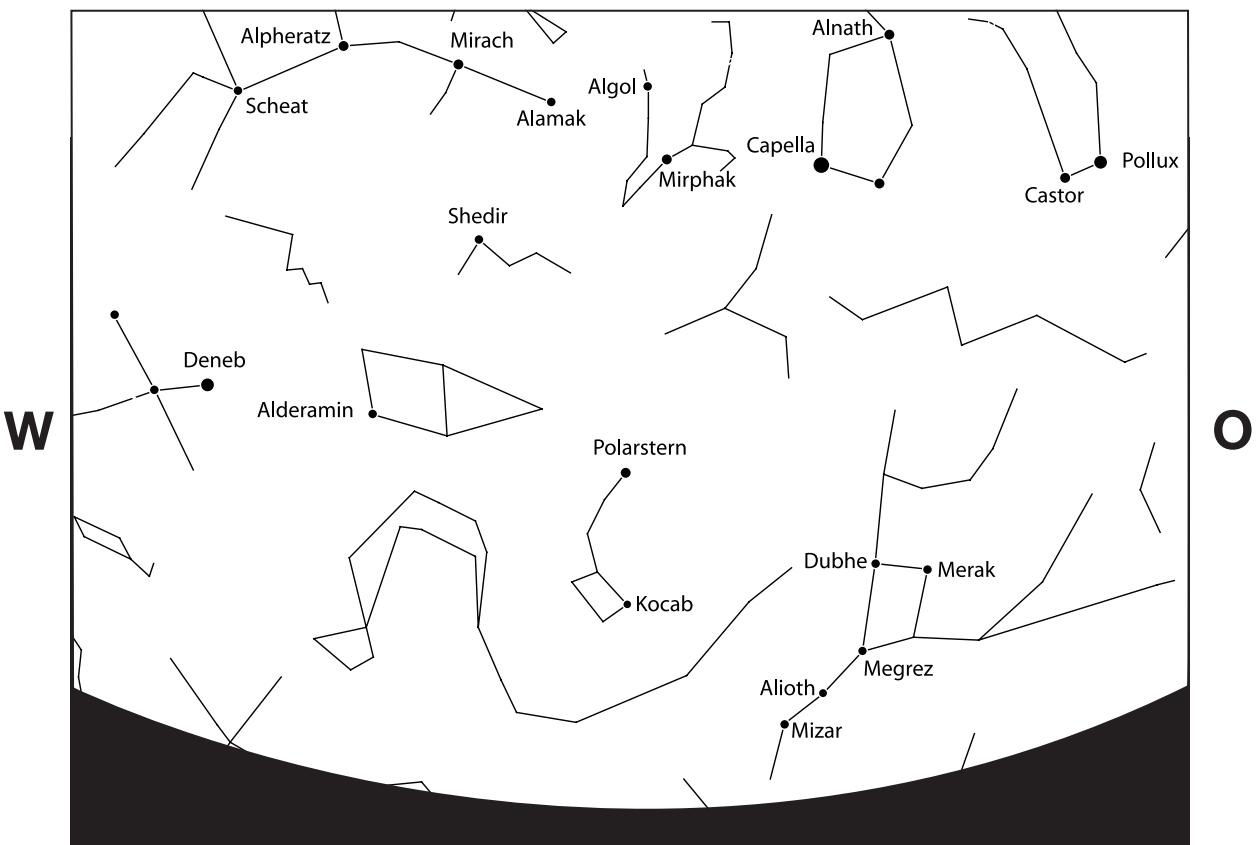 Alnath
Alpheratz
Mirach
Algol
Scheat
Alamak
Capella
Pollux
Mirphak
Castor
Shedir
Deneb
Alderamin
W
O
Polarstern
Dubhe
Merak
Kocab
Megrez
Alioth
Mizar